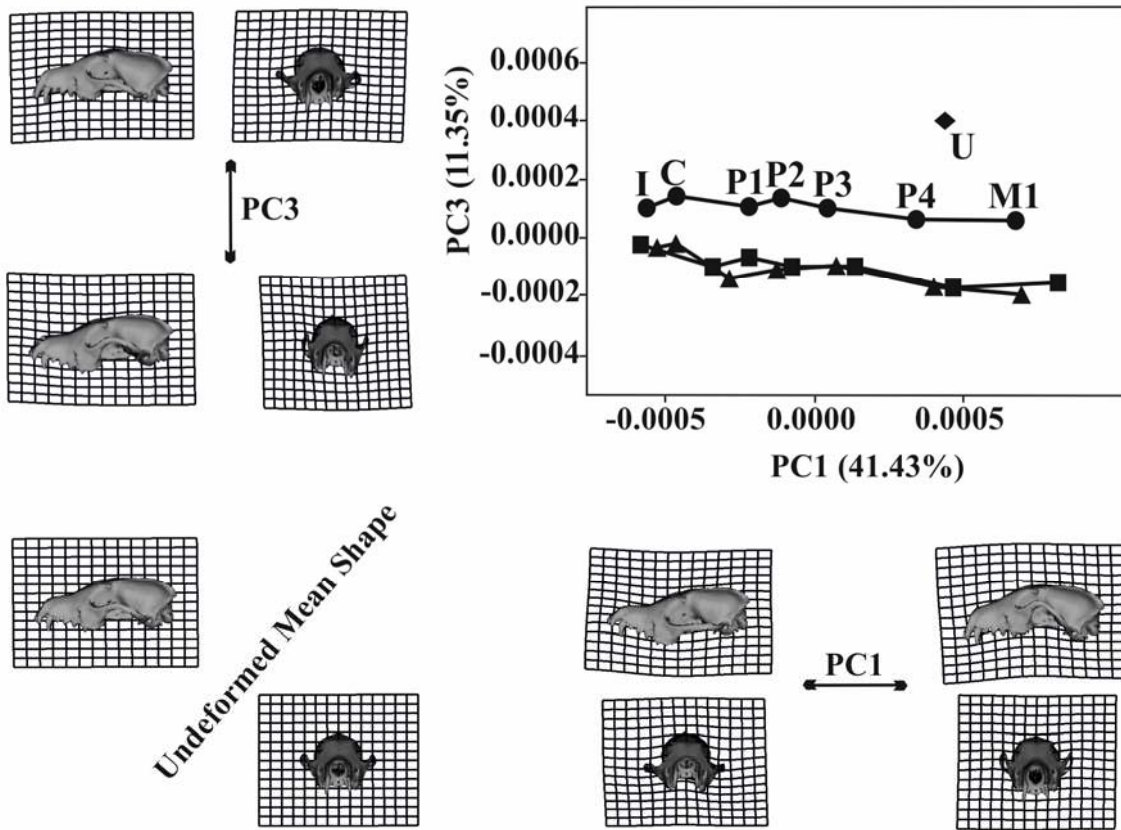 PC3
PC3 (11.35%)
0.0006
0.0004
0.0002
0.0000
-0.0002
-0.0004
I
C
P1
P2
P3
P4
M1
U
-0.0005
0.0000
0.0005
PC1 (41.43%)
Undeformed Mean Shape
PC1